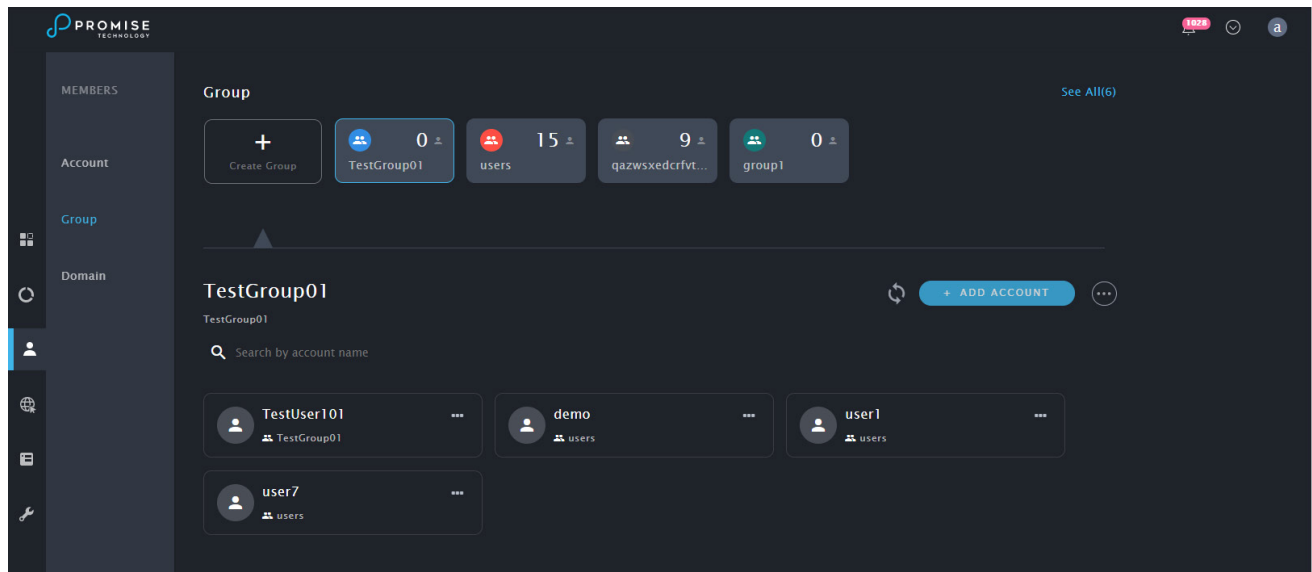 PROMISE
TECHNOLOGY
1028
a
MEMBERS
Account
Group
Domain
Group
See All(6)
+
Create Group
0
TestGroup01
15
users
9
qazwsxedcrfvt...
0
group1
TestGroup01
+ ADD ACCOUNT
TestGroup01
Search by account name
TestUser101
TestGroup01
demo
users
user1
users
user7
users